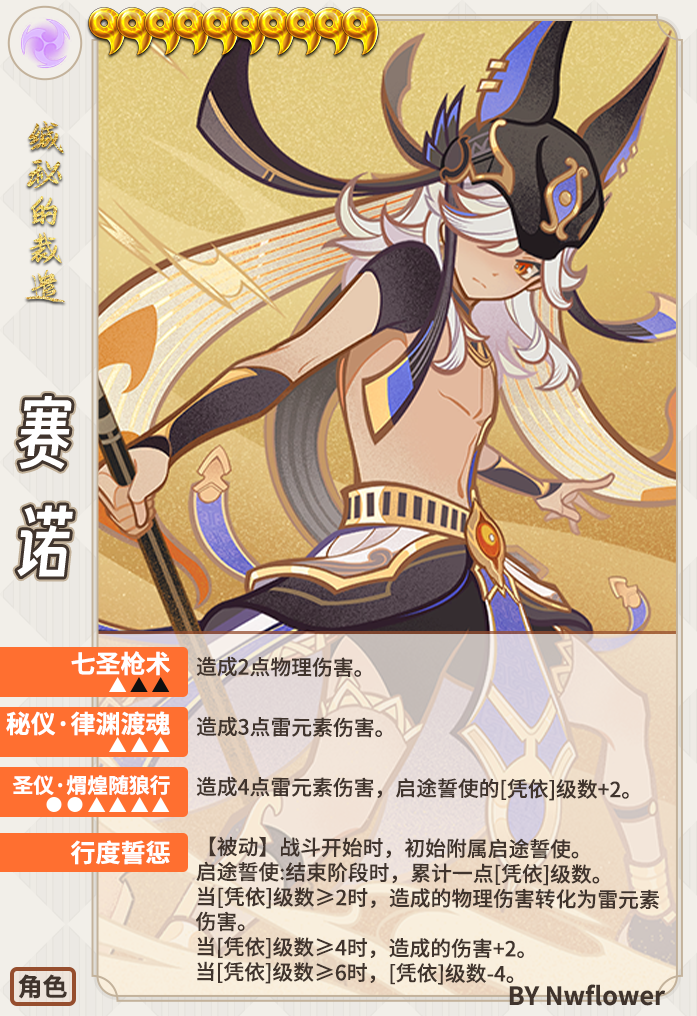 缄秘的裁遣
赛诺
七圣枪术
造成2点物理伤害。
秘仪·律渊渡魂
造成3点雷元素伤害。
圣仪·煟煌随狼行
造成4点雷元素伤害，启途誓使的[凭依]级数+2。
行度誓惩
【被动】战斗开始时，初始附属启途誓使。
启途誓使:结束阶段时，累计一点[凭依]级数。
当[凭依]级数≥2时，造成的物理伤害转化为雷元素
伤害。
当[凭依]级数≥4时，造成的伤害+2。
当[凭依]级数≥6时，[凭依]级数-4。
角色
BY Nwflower